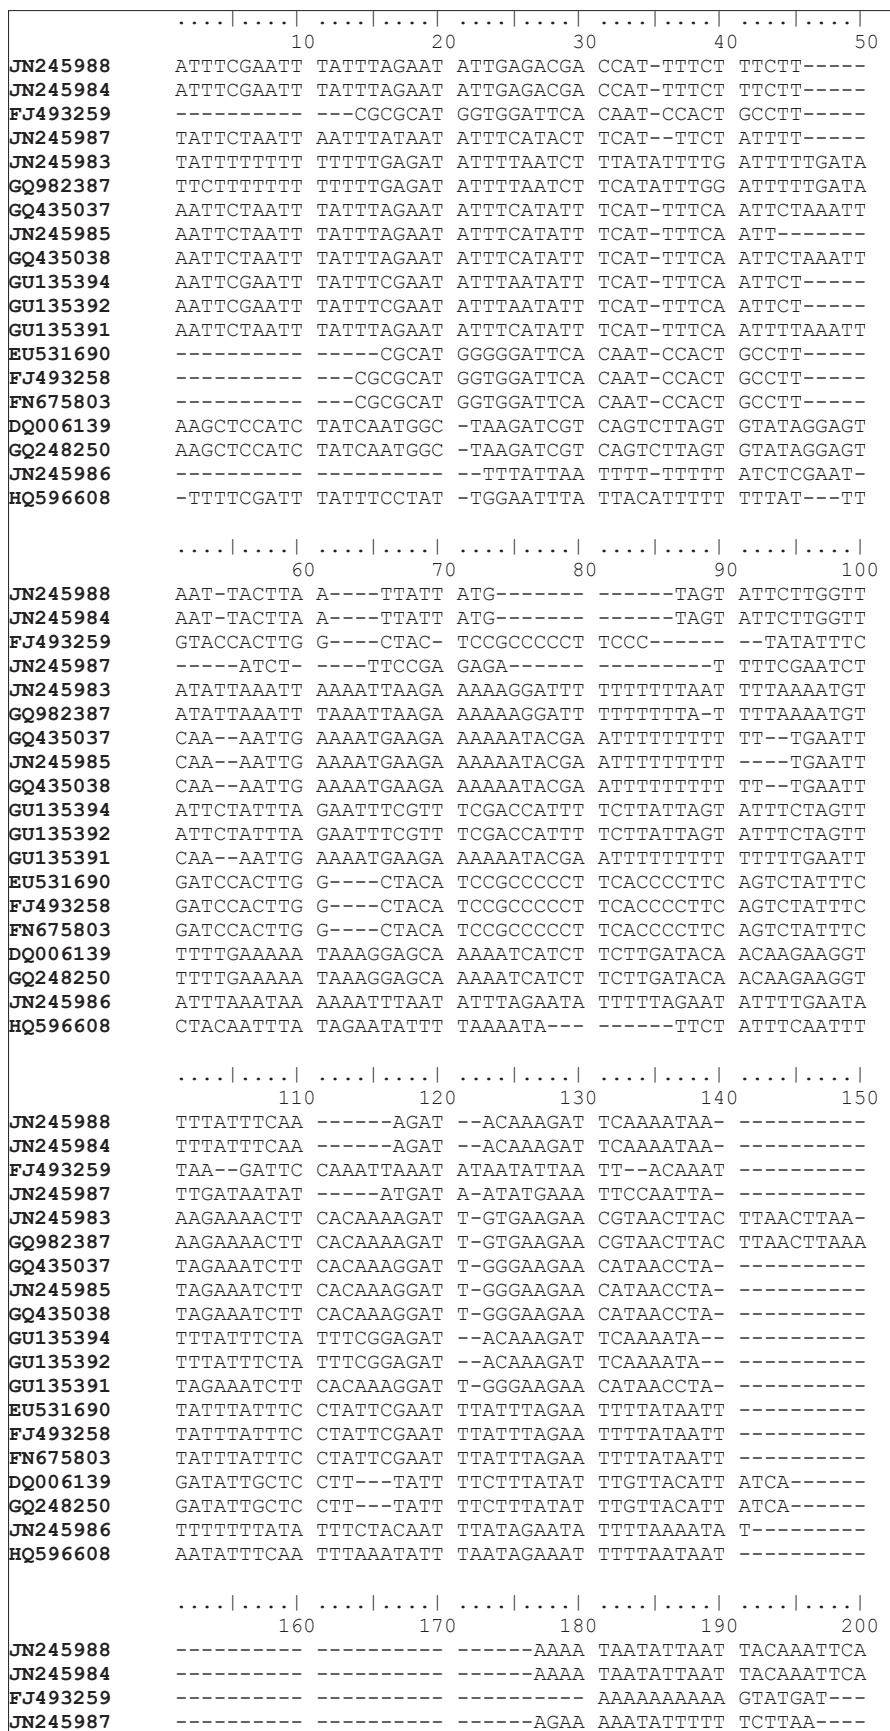 ....|....| ....|....| ....|....| ....|....| ....|....|
10 20 30 40 50
JN245988 ATTTCGAATT TATTTAGAAT ATTGAGACGA CCAT-TTTCT TTCTT-----
JN245984 ATTTCGAATT TATTTAGAAT ATTGAGACGA CCAT-TTTCT TTCTT-----
FJ493259 ---------- ---CGCGCAT GGTGGATTCA CAAT-CCACT GCCTT-----
JN245987 TATTCTAATT AATTTATAAT ATTTCATACT TCAT--TTCT ATTTT-----
JN245983 TATTTTTTTT TTTTTGAGAT ATTTTAATCT TTATATTTTG ATTTTTGATA
GQ982387 TTCTTTTTTT TTTTTGAGAT ATTTTAATCT TCATATTTGG ATTTTTGATA
GQ435037 AATTCTAATT TATTTAGAAT ATTTCATATT TCAT-TTTCA ATTCTAAATT
JN245985 AATTCTAATT TATTTAGAAT ATTTCATATT TCAT-TTTCA ATT-------
GQ435038 AATTCTAATT TATTTAGAAT ATTTCATATT TCAT-TTTCA ATTCTAAATT
GU135394 AATTCGAATT TATTTCGAAT ATTTAATATT TCAT-TTTCA ATTCT-----
GU135392 AATTCGAATT TATTTCGAAT ATTTAATATT TCAT-TTTCA ATTCT-----
GU135391 AATTCTAATT TATTTAGAAT ATTTCATATT TCAT-TTTCA ATTTTAAATT
EU531690 ---------- -----CGCAT GGGGGATTCA CAAT-CCACT GCCTT-----
FJ493258 ---------- ---CGCGCAT GGTGGATTCA CAAT-CCACT GCCTT-----
FN675803 ---------- ---CGCGCAT GGTGGATTCA CAAT-CCACT GCCTT-----
DQ006139 AAGCTCCATC TATCAATGGC -TAAGATCGT CAGTCTTAGT GTATAGGAGT
GQ248250 AAGCTCCATC TATCAATGGC -TAAGATCGT CAGTCTTAGT GTATAGGAGT
JN245986 ---------- ---------- --TTTATTAA TTTT-TTTTT ATCTCGAAT-
HQ596608 -TTTTCGATT TATTTCCTAT -TGGAATTTA TTACATTTTT TTTAT---TT
....|....| ....|....| ....|....| ....|....| ....|....|
60 70 80 90 100
JN245988 AAT-TACTTA A----TTATT ATG------- ------TAGT ATTCTTGGTT
JN245984 AAT-TACTTA A----TTATT ATG------- ------TAGT ATTCTTGGTT
FJ493259 GTACCACTTG G----CTAC- TCCGCCCCCT TCCC------ --TATATTTC
JN245987 -----ATCT- ----TTCCGA GAGA------ ---------T TTTCGAATCT
JN245983 ATATTAAATT AAAATTAAGA AAAAGGATTT TTTTTTTAAT TTTAAAATGT
GQ982387 ATATTAAATT TAAATTAAGA AAAAAGGATT TTTTTTTA-T TTTAAAATGT
GQ435037 CAA--AATTG AAAATGAAGA AAAAATACGA ATTTTTTTTT TT--TGAATT
JN245985 CAA--AATTG AAAATGAAGA AAAAATACGA ATTTTTTTTT ----TGAATT
GQ435038 CAA--AATTG AAAATGAAGA AAAAATACGA ATTTTTTTTT TT--TGAATT
GU135394 ATTCTATTTA GAATTTCGTT TCGACCATTT TCTTATTAGT ATTTCTAGTT
GU135392 ATTCTATTTA GAATTTCGTT TCGACCATTT TCTTATTAGT ATTTCTAGTT
GU135391 CAA--AATTG AAAATGAAGA AAAAATACGA ATTTTTTTTT TTTTTGAATT
EU531690 GATCCACTTG G----CTACA TCCGCCCCCT TCACCCCTTC AGTCTATTTC
FJ493258 GATCCACTTG G----CTACA TCCGCCCCCT TCACCCCTTC AGTCTATTTC
FN675803 GATCCACTTG G----CTACA TCCGCCCCCT TCACCCCTTC AGTCTATTTC
DQ006139 TTTTGAAAAA TAAAGGAGCA AAAATCATCT TCTTGATACA ACAAGAAGGT
GQ248250 TTTTGAAAAA TAAAGGAGCA AAAATCATCT TCTTGATACA ACAAGAAGGT
JN245986 ATTTAAATAA AAAATTTAAT ATTTAGAATA TTTTTAGAAT ATTTTGAATA
HQ596608 CTACAATTTA TAGAATATTT TAAAATA--- ------TTCT ATTTCAATTT
....|....| ....|....| ....|....| ....|....| ....|....|
110 120 130 140 150
JN245988 TTTATTTCAA ------AGAT --ACAAAGAT TCAAAATAA- ----------
JN245984 TTTATTTCAA ------AGAT --ACAAAGAT TCAAAATAA- ----------
FJ493259 TAA--GATTC CAAATTAAAT ATAATATTAA TT--ACAAAT ----------
JN245987 TTGATAATAT -----ATGAT A-ATATGAAA TTCCAATTA- ----------
JN245983 AAGAAAACTT CACAAAAGAT T-GTGAAGAA CGTAACTTAC TTAACTTAA-
GQ982387 AAGAAAACTT CACAAAAGAT T-GTGAAGAA CGTAACTTAC TTAACTTAAA
GQ435037 TAGAAATCTT CACAAAGGAT T-GGGAAGAA CATAACCTA- ----------
JN245985 TAGAAATCTT CACAAAGGAT T-GGGAAGAA CATAACCTA- ----------
GQ435038 TAGAAATCTT CACAAAGGAT T-GGGAAGAA CATAACCTA- ----------
GU135394 TTTATTTCTA TTTCGGAGAT --ACAAAGAT TCAAAATA-- ----------
GU135392 TTTATTTCTA TTTCGGAGAT --ACAAAGAT TCAAAATA-- ----------
GU135391 TAGAAATCTT CACAAAGGAT T-GGGAAGAA CATAACCTA- ----------
EU531690 TATTTATTTC CTATTCGAAT TTATTTAGAA TTTTATAATT ----------
FJ493258 TATTTATTTC CTATTCGAAT TTATTTAGAA TTTTATAATT ----------
FN675803 TATTTATTTC CTATTCGAAT TTATTTAGAA TTTTATAATT ----------
DQ006139 GATATTGCTC CTT---TATT TTCTTTATAT TTGTTACATT ATCA------
GQ248250 GATATTGCTC CTT---TATT TTCTTTATAT TTGTTACATT ATCA------
JN245986 TTTTTTTATA TTTCTACAAT TTATAGAATA TTTTAAAATA T---------
HQ596608 AATATTTCAA TTTAAATATT TAATAGAAAT TTTTAATAAT ----------
....|....| ....|....| ....|....| ....|....| ....|....|
160 170 180 190 200
JN245988 ---------- ---------- ------AAAA TAATATTAAT TACAAATTCA
JN245984 ---------- ---------- ------AAAA TAATATTAAT TACAAATTCA
FJ493259 ---------- ---------- ---------- AAAAAAAAAA GTATGAT---
JN245987 ---------- ---------- ------AGAA AAATATTTTT TCTTAA----